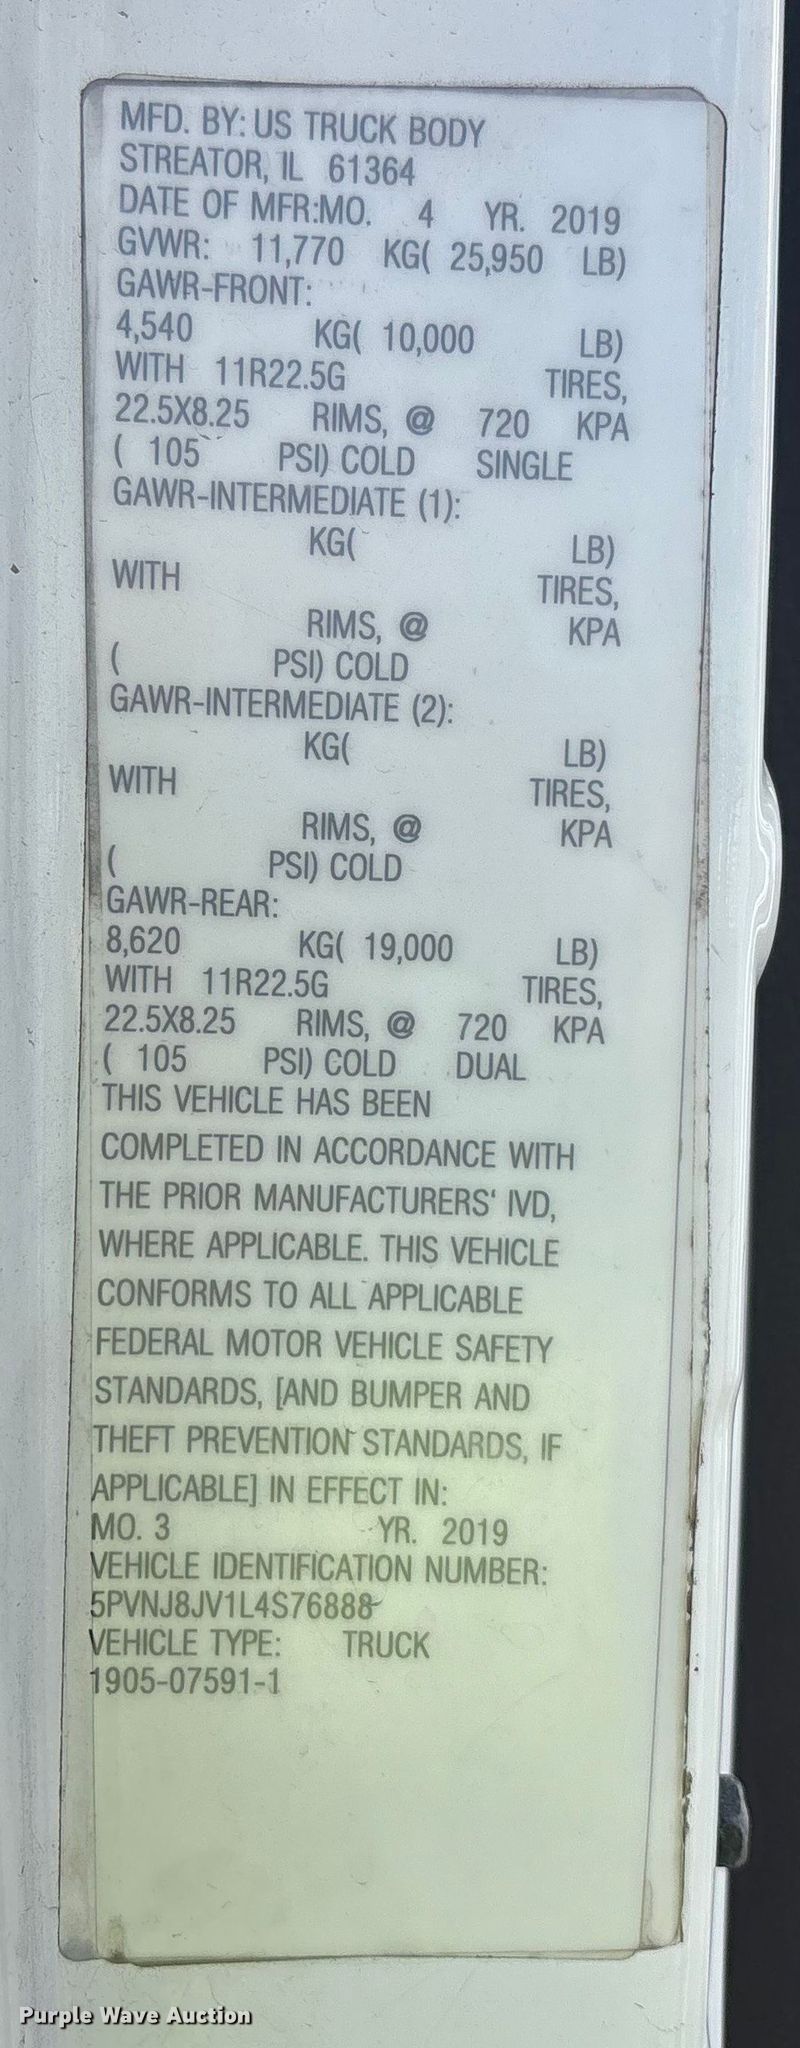 MFD. BY: US TRUCK BODY
STREATOR, IL 61364
DATE OF MFR:MO. 4 YR. 2019
GVWR: 11,770 KG( 25,950 LB)
GAWR-FRONT:
4,540 KG( 10,000 LB)
WITH 11R22.5G TIRES,
22.5X8.25 RIMS, @ 720 KPA
( 105 PSI) COLD SINGLE
GAWR-INTERMEDIATE (1):
KG( LB)
WITH TIRES,
RIMS, @ KPA
( PSI) COLD
GAWR-INTERMEDIATE (2):
KG( LB)
WITH TIRES,
RIMS, @ KPA
( PSI) COLD
GAWR-REAR:
8,620 KG( 19,000 LB)
WITH 11R22.5G TIRES,
22.5X8.25 RIMS, @ 720 KPA
( 105 PSI) COLD DUAL
THIS VEHICLE HAS BEEN
COMPLETED IN ACCORDANCE WITH
THE PRIOR MANUFACTURERS' IVD,
WHERE APPLICABLE. THIS VEHICLE
CONFORMS TO ALL APPLICABLE
FEDERAL MOTOR VEHICLE SAFETY
STANDARDS, [AND BUMPER AND
THEFT PREVENTION STANDARDS, IF
APPLICABLE] IN EFFECT IN:
MO. 3 YR. 2019
VEHICLE IDENTIFICATION NUMBER:
5PVNJ8JV1L4S76888
VEHICLE TYPE: TRUCK
1905-07591-1
Purple Wave Auction